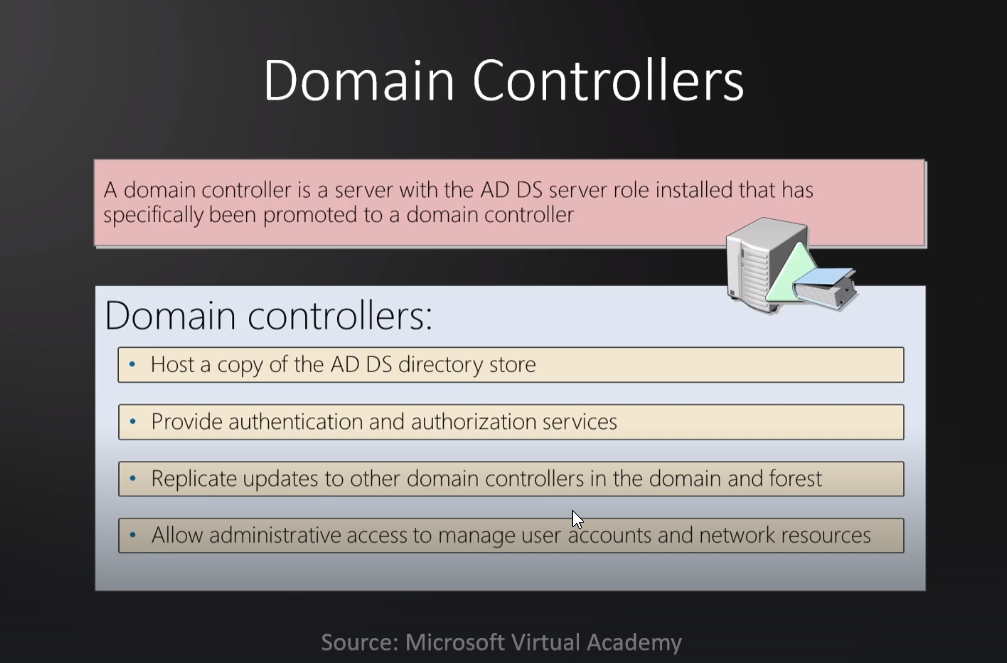 Domain Controllers
A domain controller is a server with the AD DS server role installed that has
specifically been promoted to a domain controller
Domain controllers:
• Host a copy of the AD DS directory store
• Provide authentication and authorization services
• Replicate updates to other domain controllers in the domain and forest
• Allow administrative access to manage user accounts and network resources
Source: Microsoft Virtual Academy